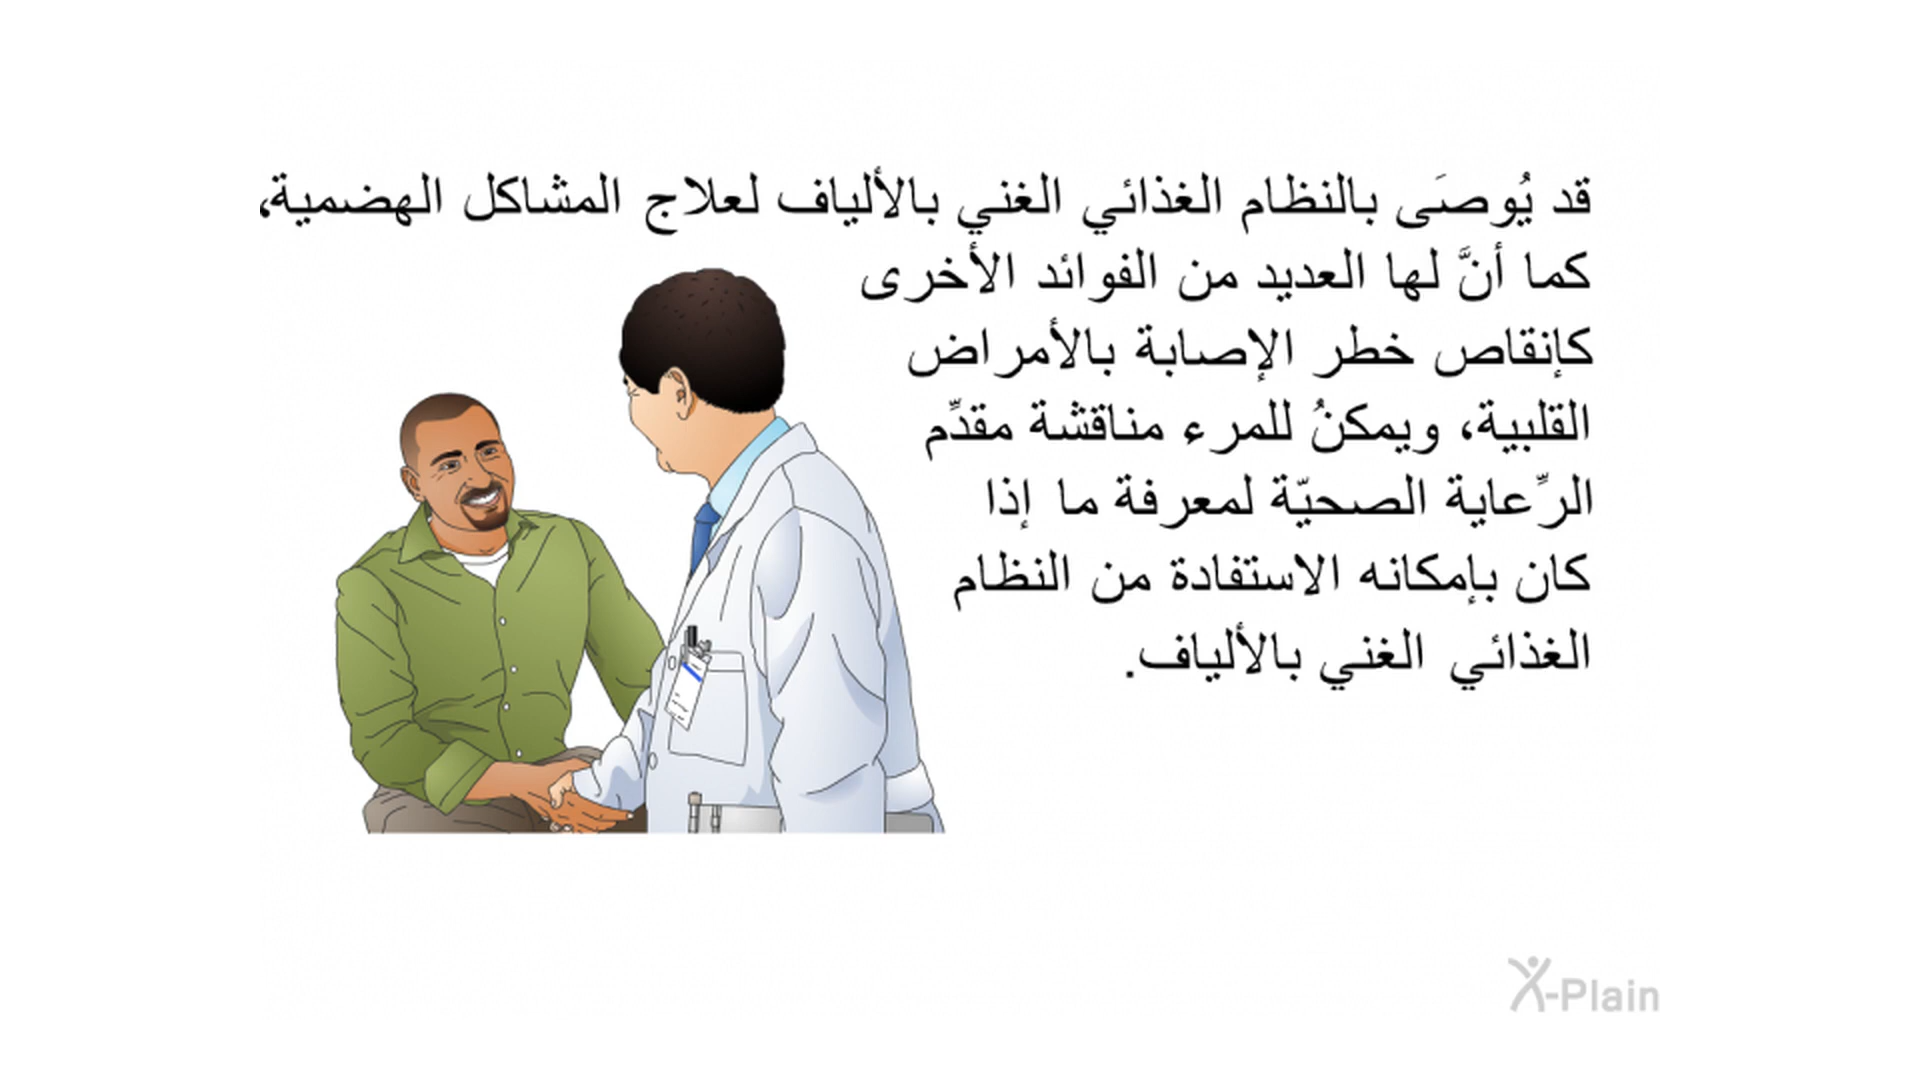 قد يُوصَى بالنظام الغذائي الغني بالألياف لعلاج المشاكل الهضمية،
كما أنَّ لها العديد من الفوائد الأخرى
كإنقاص خطر الإصابة بالأمراض
القلبية، ويمكنُ للمرء مناقشة مقدِّم
الرِّعاية الصحيّة لمعرفة ما إذا
كان بإمكانه الاستفادة من النظام
الغذائي الغني بالألياف.
X-Plain